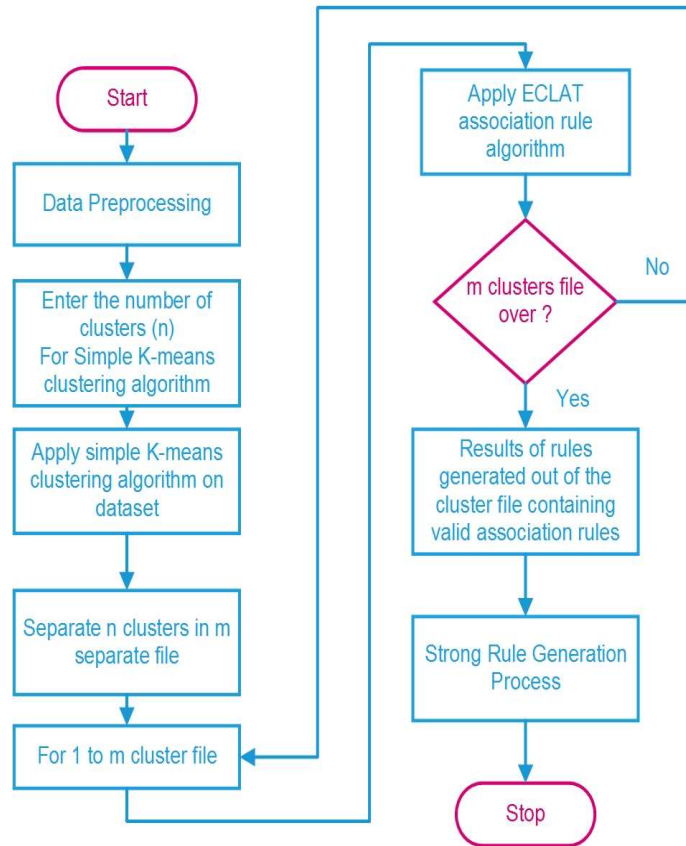 Start
Data Preprocessing
Enter the number of
clusters (n)
For Simple K-means
clustering algorithm
Apply simple K-means
clustering algorithm on
dataset
Separate n clusters in m
separate file
For 1 to m cluster file
Apply ECLAT
association rule
algorithm
m clusters file
over ?
No
Yes
Results of rules
generated out of the
cluster file containing
valid association rules
Strong Rule Generation
Process
Stop